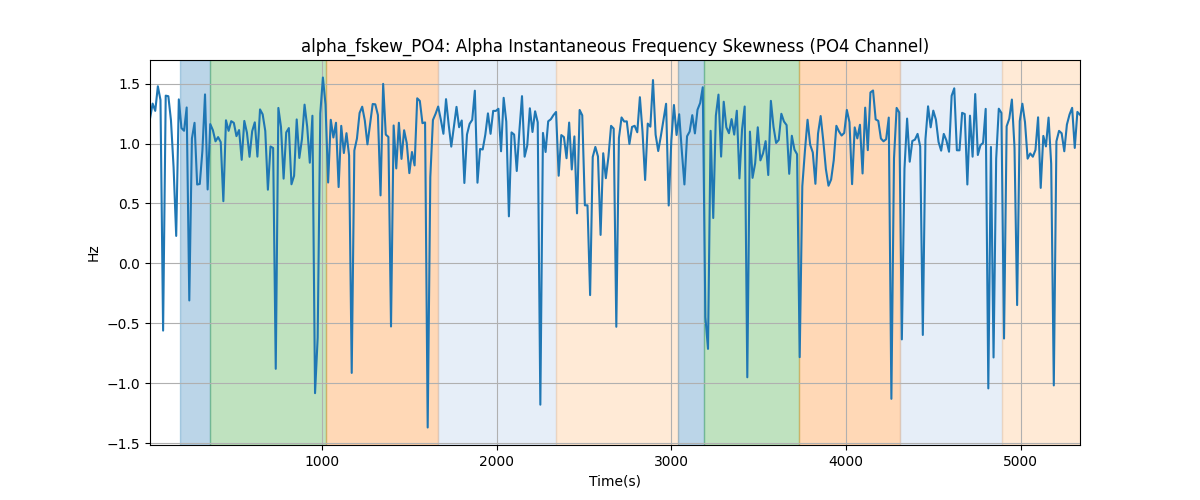 alpha_fskew_PO4: Alpha Instantaneous Frequency Skewness (PO4 Channel)
1.5
1.0
0.5
0.0
−0.5
−1.0
−1.5
Hz
1000 2000 3000 4000 5000
Time(s)